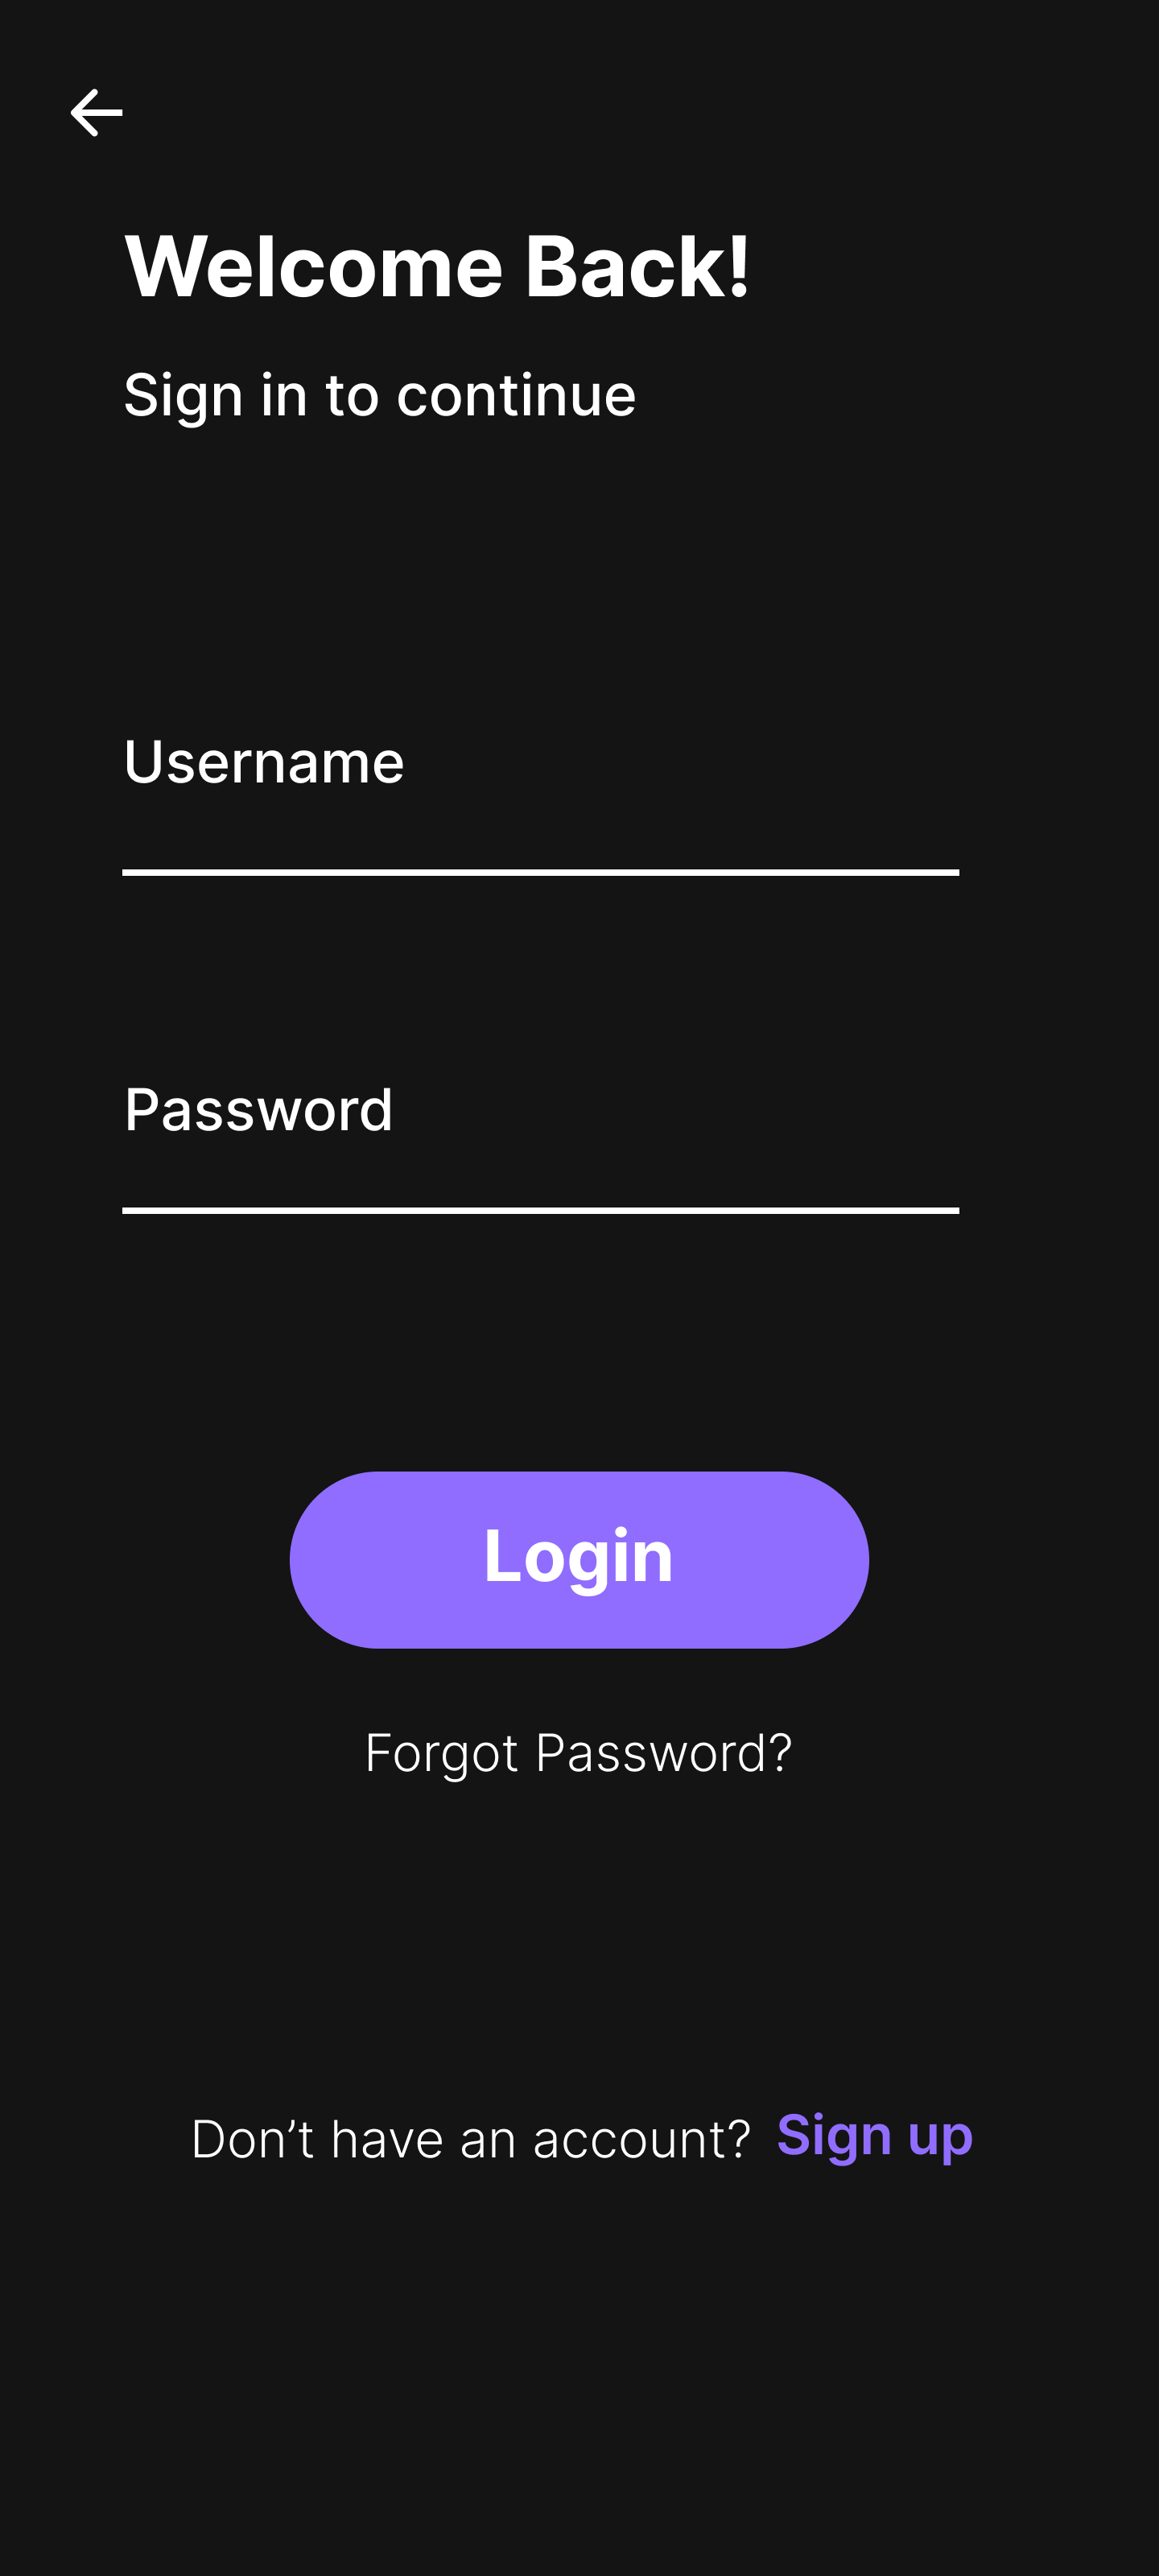 Welcome Back!
Sign in to continue
Username
Password
Login
Forgot Password?
Don’t have an account? Sign up